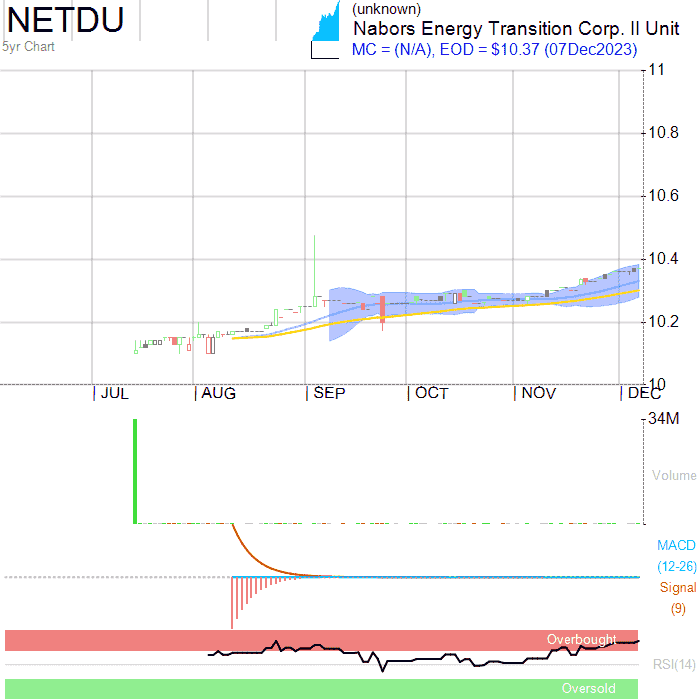 NETDU
5yr Chart
(unknown)
Nabors Energy Transition Corp. II Unit
MC = (N/A), EOD = $10.37 (07Dec2023)
11
10.8
10.6
10.4
10.2
10
JUL AUG SEP OCT NOV DEC
34M
Volume
MACD
(12-26)
Signal
(9)
Overbought
RSI(14)
Oversold